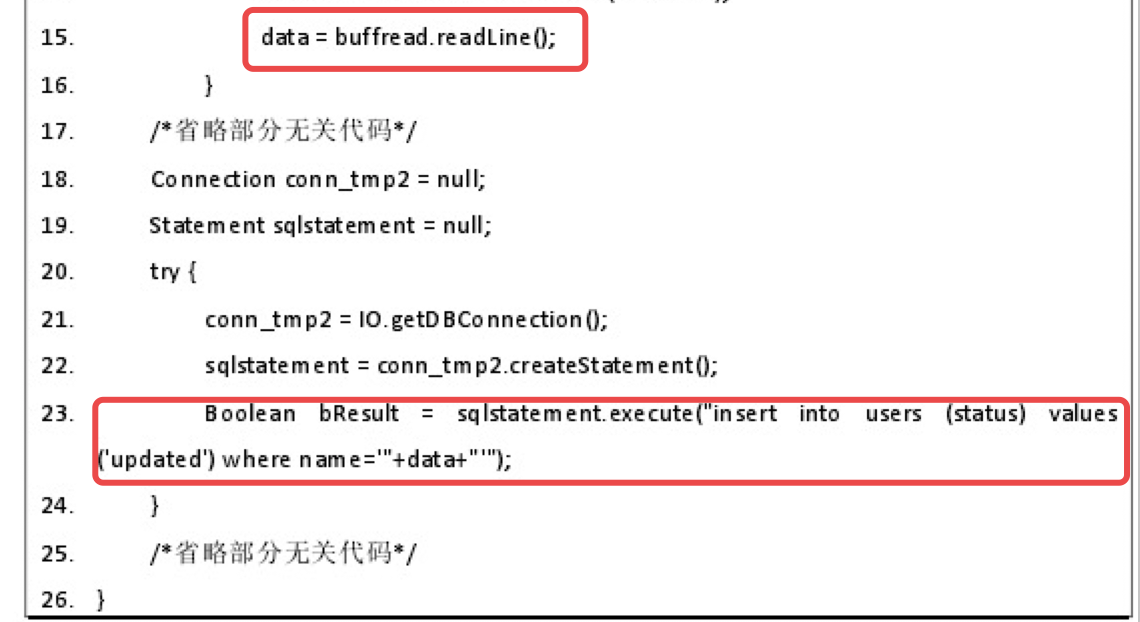 15. data = buffread.readLine();
16. }
17. /*省略部分无关代码*/
18. Connection conn_tmp2 = null;
19. Statement sqlstatement = null;
20. try {
21. conn_tmp2 = IO.getDBConnection();
22. sqlstatement = conn_tmp2.createStatement();
23. Boolean bResult = sqlstatement.execute("insert into users (status) values
('updated') where name='"+data+"'");
24. }
25. /*省略部分无关代码*/
26. }